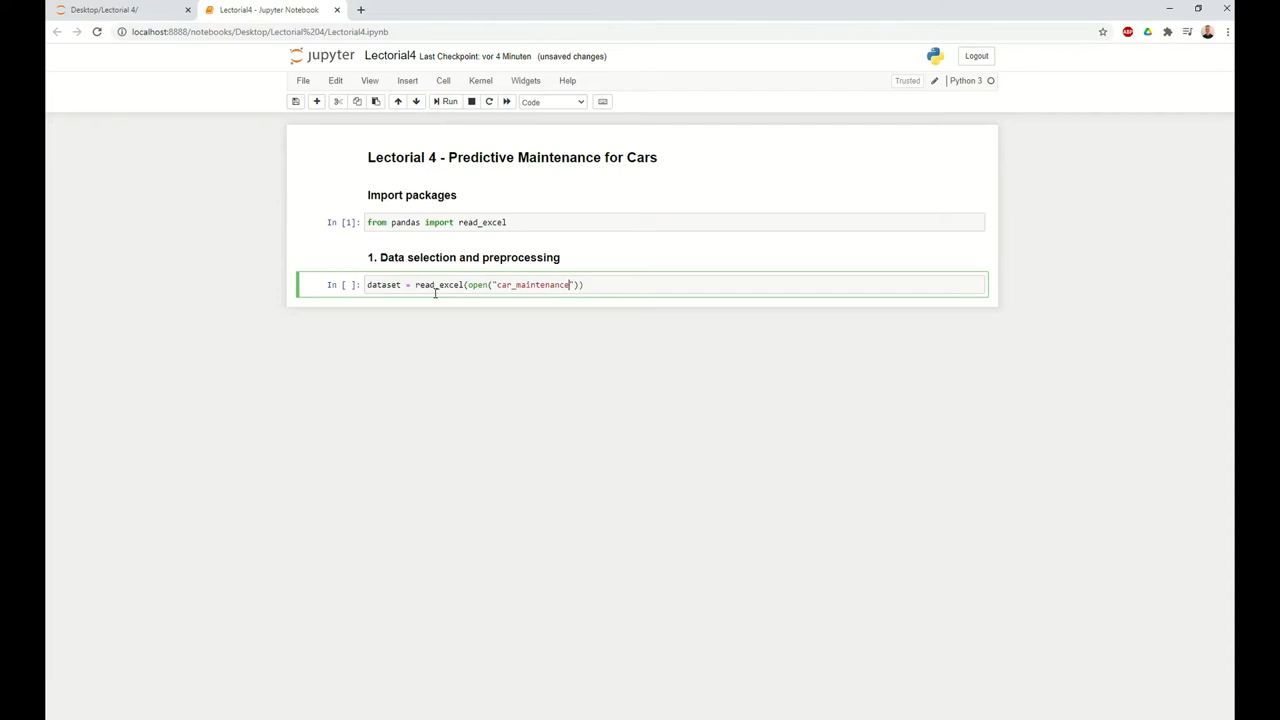 Desktop/Lectorial 4/
Lectorial4 - Jupyter Notebook
localhost:8888/notebooks/Desktop/Lectorial%204/Lectorial4.ipynb
ABP
jupyter Lectorial4 Last Checkpoint: vor 4 Minuten (unsaved changes)
Logout
File Edit View Insert Cell Kernel Widgets Help
Trusted
Python 3
Run
Code
Lectorial 4 - Predictive Maintenance for Cars
Import packages
In [1]: from pandas import read_excel
1. Data selection and preprocessing
In [ ]: dataset = read_excel(open("car_maintenance"))